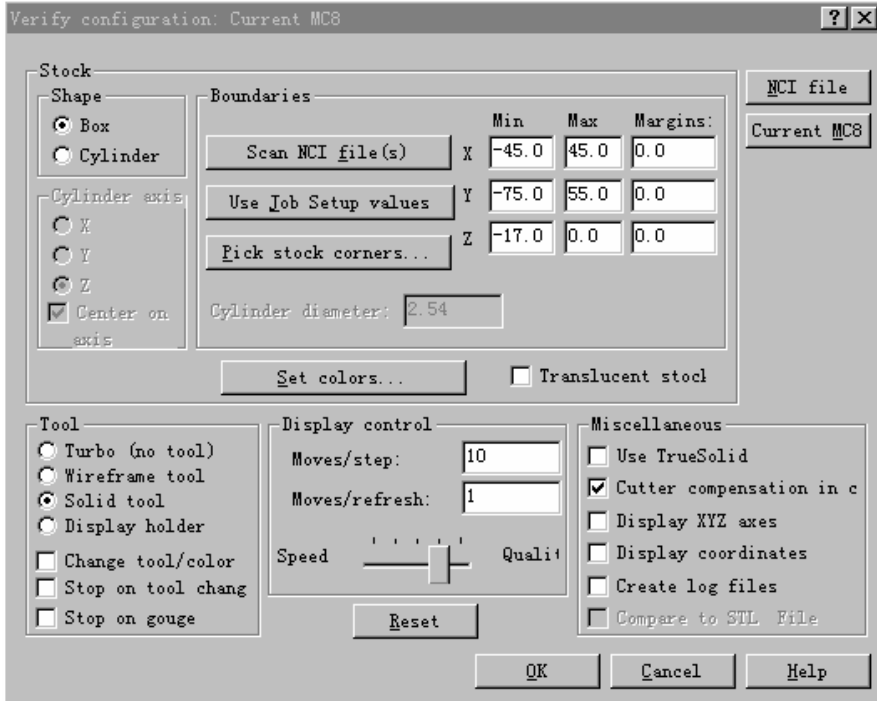 Verify configuration: Current MC8
Stock
Shape
Box
Cylinder
Cylinder axis
X
Y
Z
Center on
axis
Boundaries
Min Max Margins:
Scan NCI file(s) X -45.0 45.0 0.0
Use Job Setup values Y -75.0 55.0 0.0
Pick stock corners... Z -17.0 0.0 0.0
Cylinder diameter: 2.54
Set colors... Translucent stock
NCI file
Current MC8
Tool
Turbo (no tool)
Wireframe tool
Solid tool
Display holder
Change tool/color
Stop on tool chang
Stop on gouge
Display control
Moves/step: 10
Moves/refresh: 1
Speed Qualit
Reset
Miscellaneous
Use TrueSolid
Cutter compensation in c
Display XYZ axes
Display coordinates
Create log files
Compare to STL File
OK Cancel Help